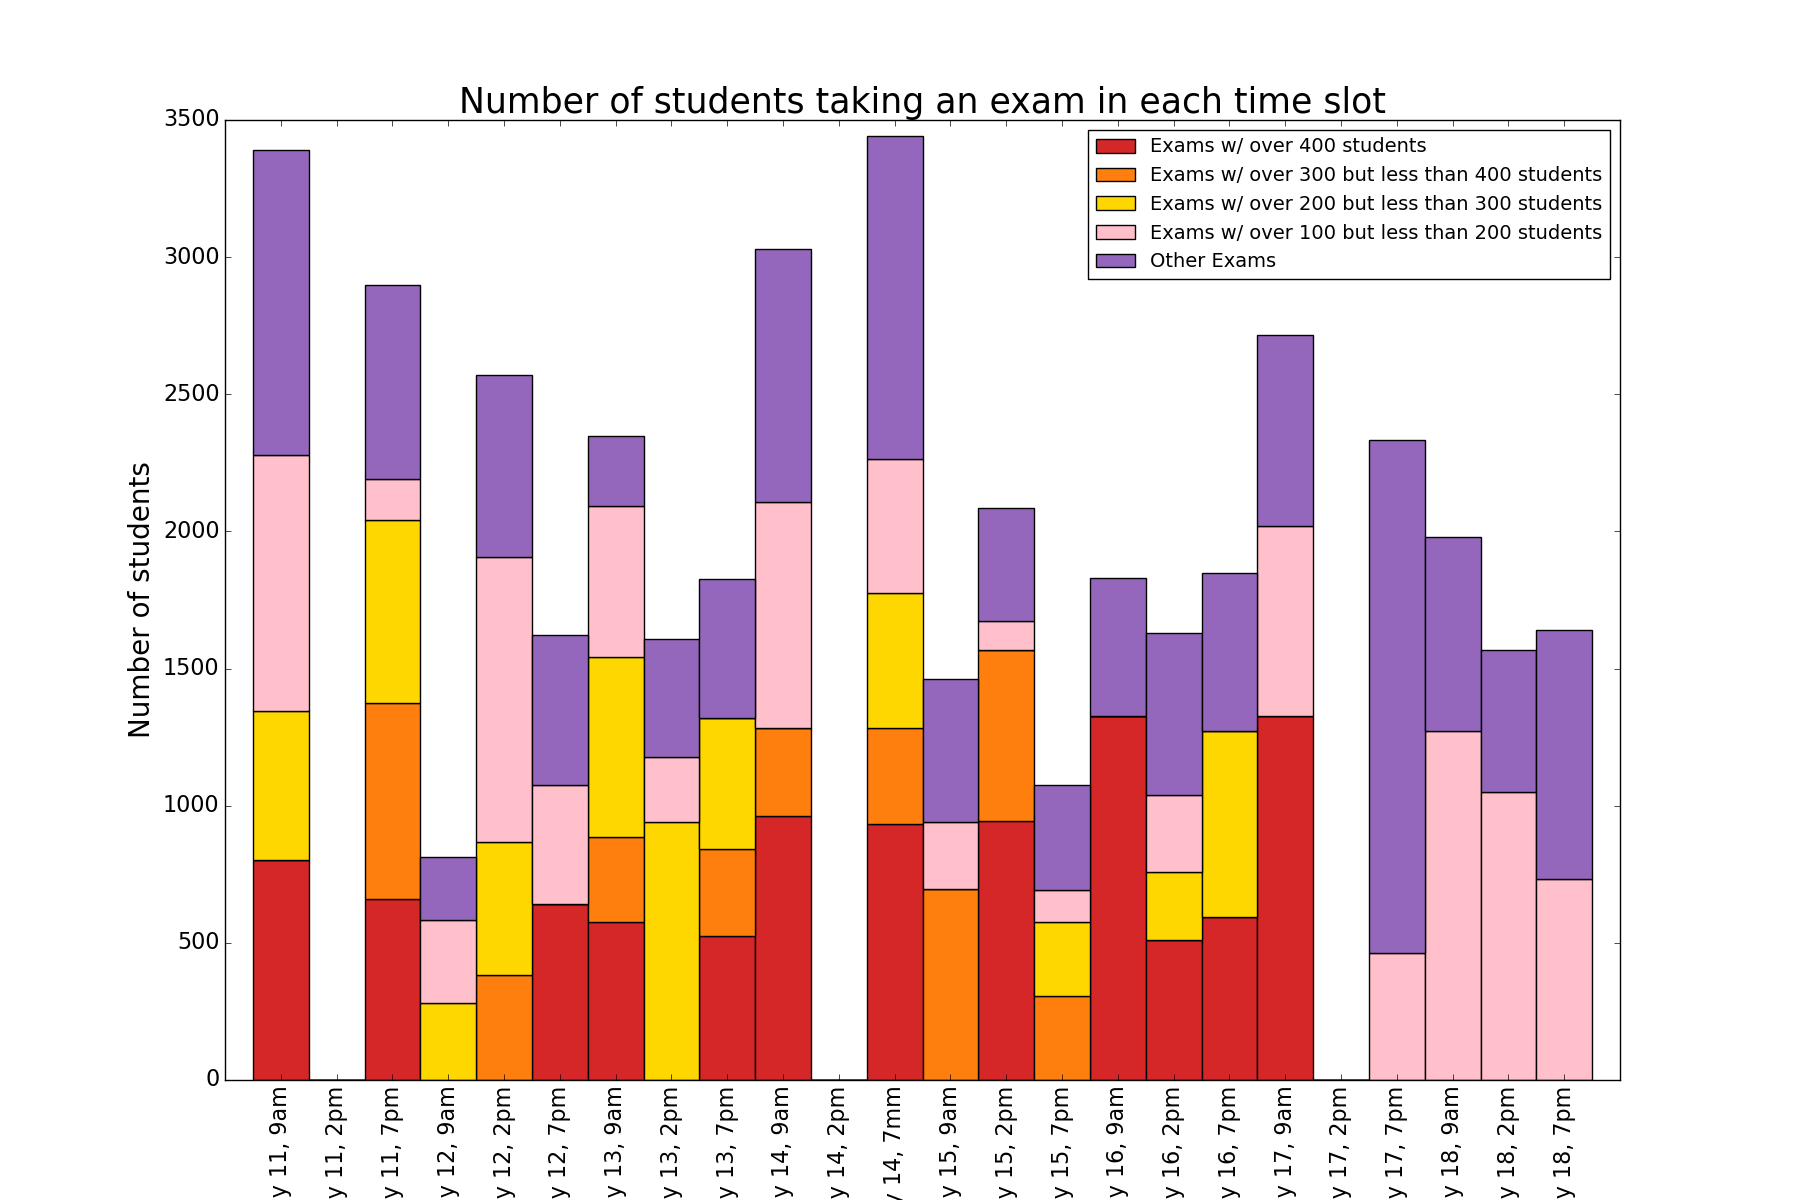 Number of students taking an exam in each time slot
Exams w/ over 400 students
Exams w/ over 300 but less than 400 students
Exams w/ over 200 but less than 300 students
Exams w/ over 100 but less than 200 students
Other Exams
Number of students
3500
3000
2500
2000
1500
1000
500
0
y 11, 9am
y 11, 2pm
y 11, 7pm
y 12, 9am
y 12, 2pm
y 12, 7pm
y 13, 9am
y 13, 2pm
y 13, 7pm
y 14, 9am
y 14, 2pm
y 14, 7mm
y 15, 9am
y 15, 2pm
y 15, 7pm
y 16, 9am
y 16, 2pm
y 16, 7pm
y 17, 9am
y 17, 2pm
y 17, 7pm
y 18, 9am
y 18, 2pm
y 18, 7pm